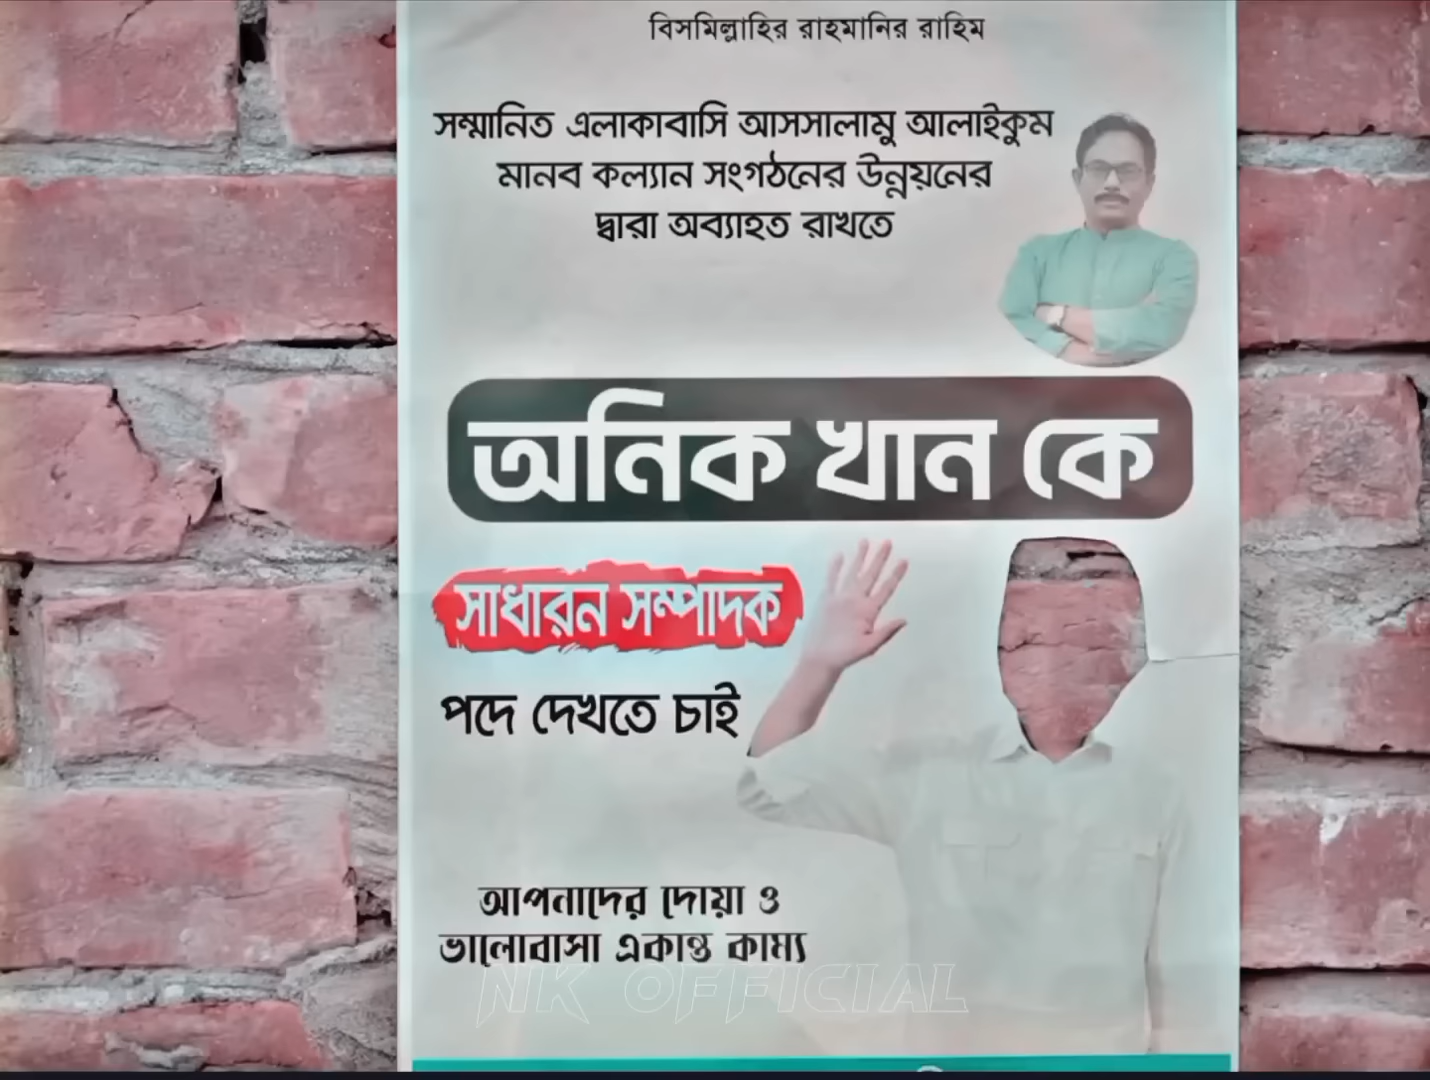 বিসমিল্লাহির রাহমানির রাহিম
সম্মানিত এলাকাবাসি আসসালামু আলাইকুম
মানব কল্যান সংগঠনের উন্নয়নের
দ্বারা অব্যাহত রাখতে
অনিক খান কে
সাধারন সম্পাদক
পদে দেখতে চাই
আপনাদের দোয়া ও
ভালোবাসা একান্ত কাম্য
NK OFFICIAL